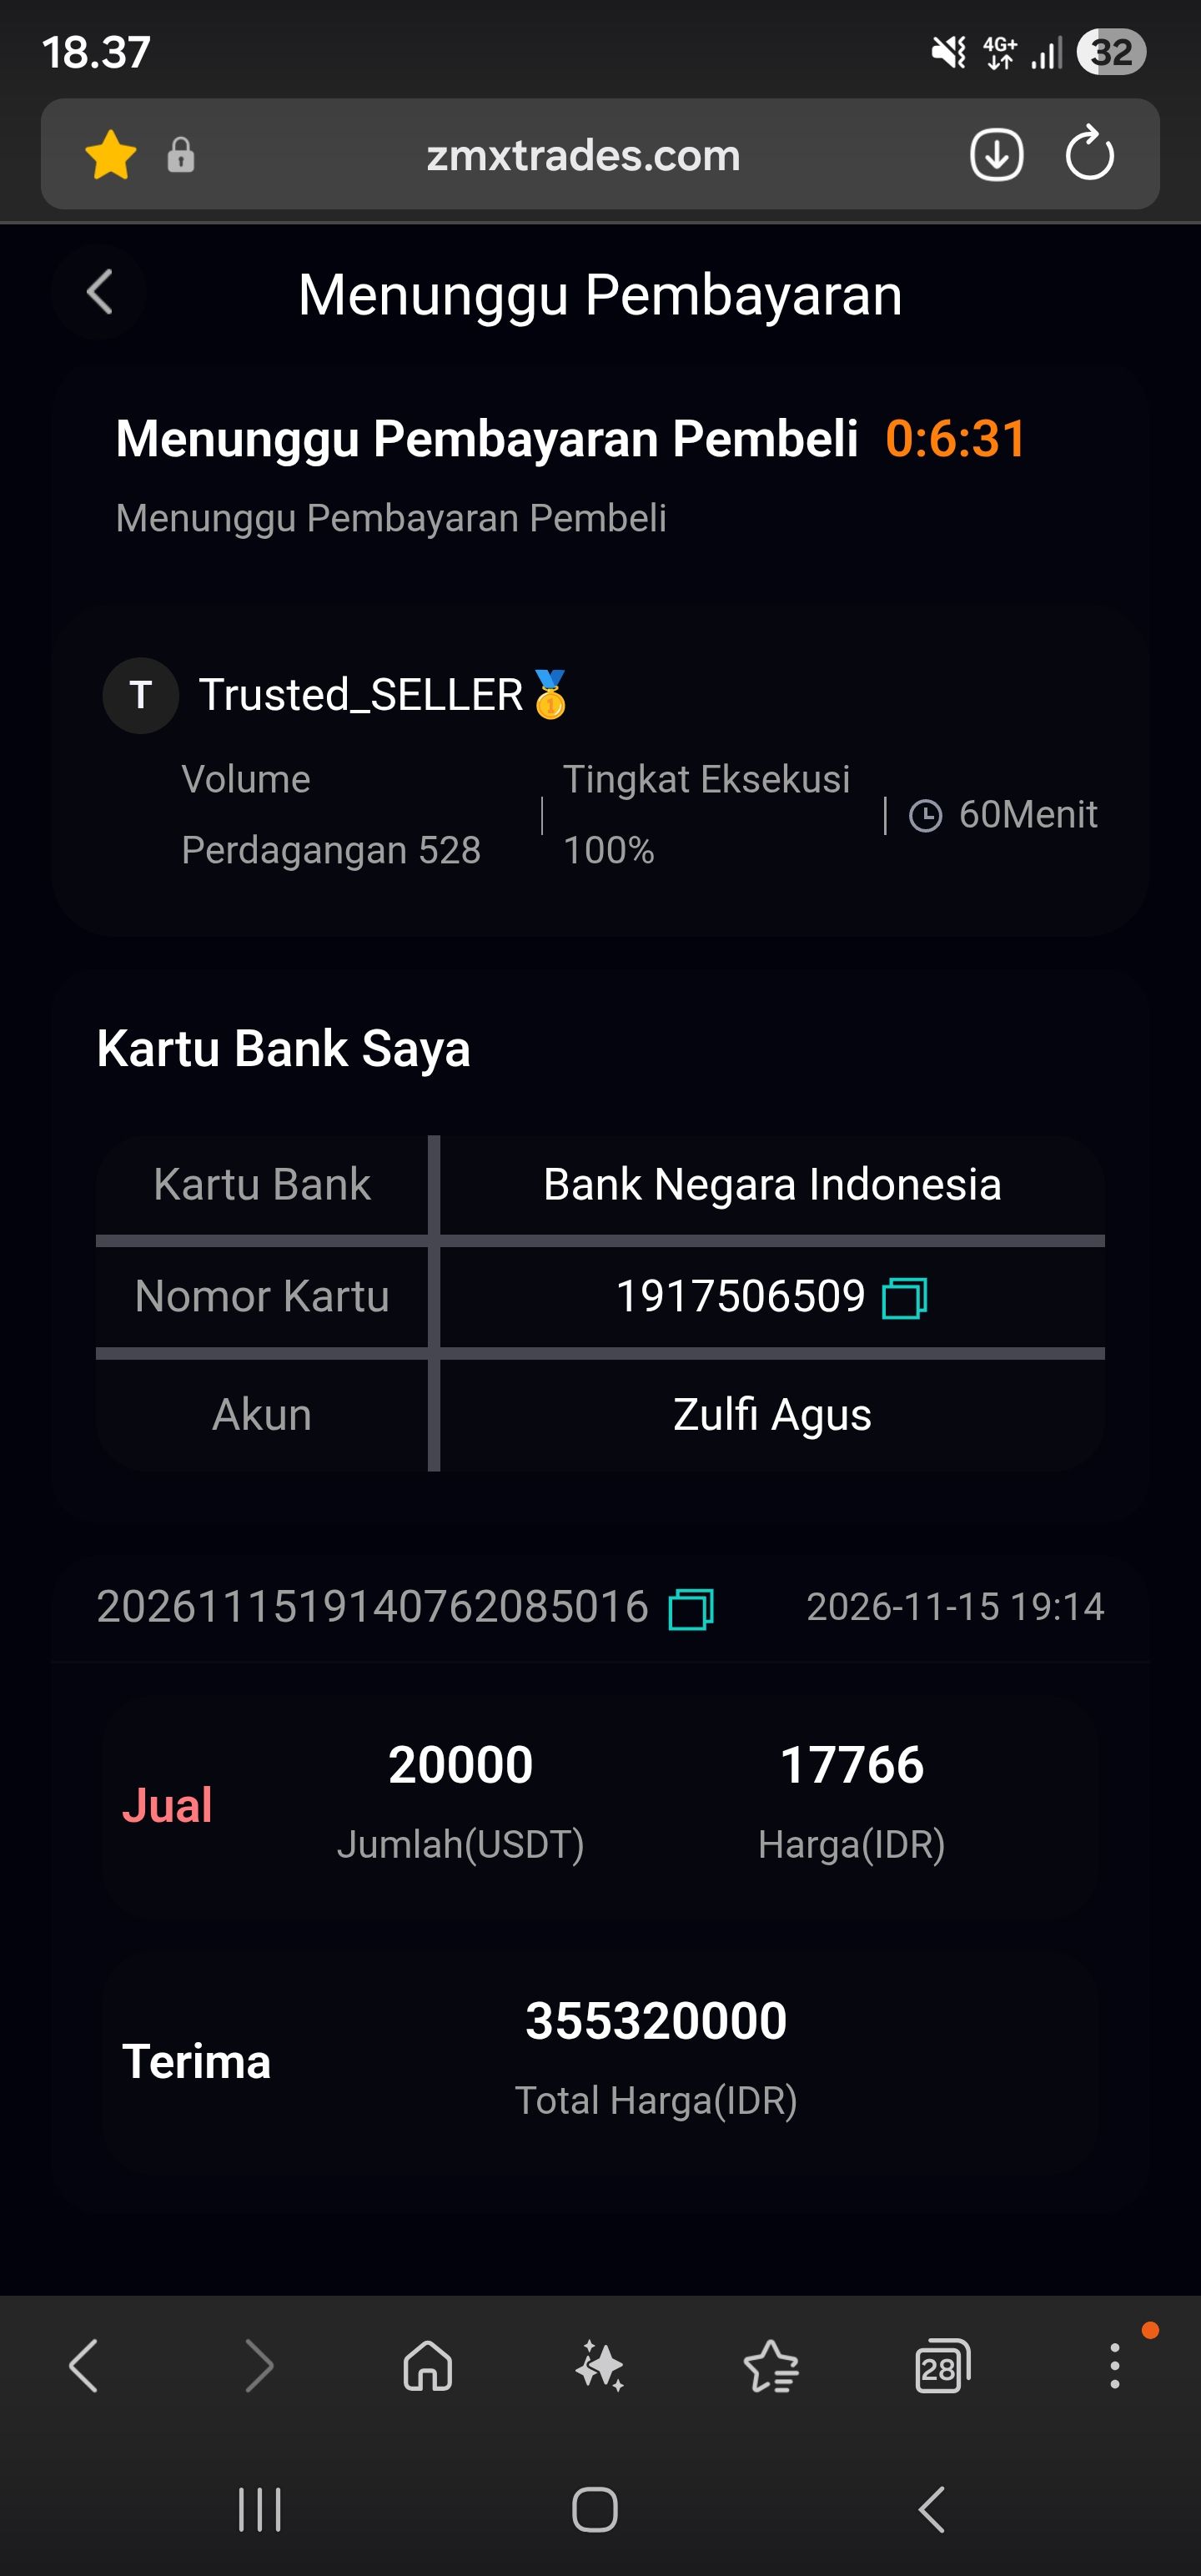 18.37
4G+
32
zmxtrades.com
Menunggu Pembayaran
Menunggu Pembayaran Pembeli 0:6:31
Menunggu Pembayaran Pembeli
T Trusted_SELLER🥇
Volume
Perdagangan 528
Tingkat Eksekusi
100%
60Menit
Kartu Bank Saya
Kartu Bank Bank Negara Indonesia
Nomor Kartu 1917506509
Akun Zulfi Agus
2026111519140762085016 2026-11-15 19:14
Jual
20000
Jumlah(USDT)
17766
Harga(IDR)
Terima
355320000
Total Harga(IDR)
28